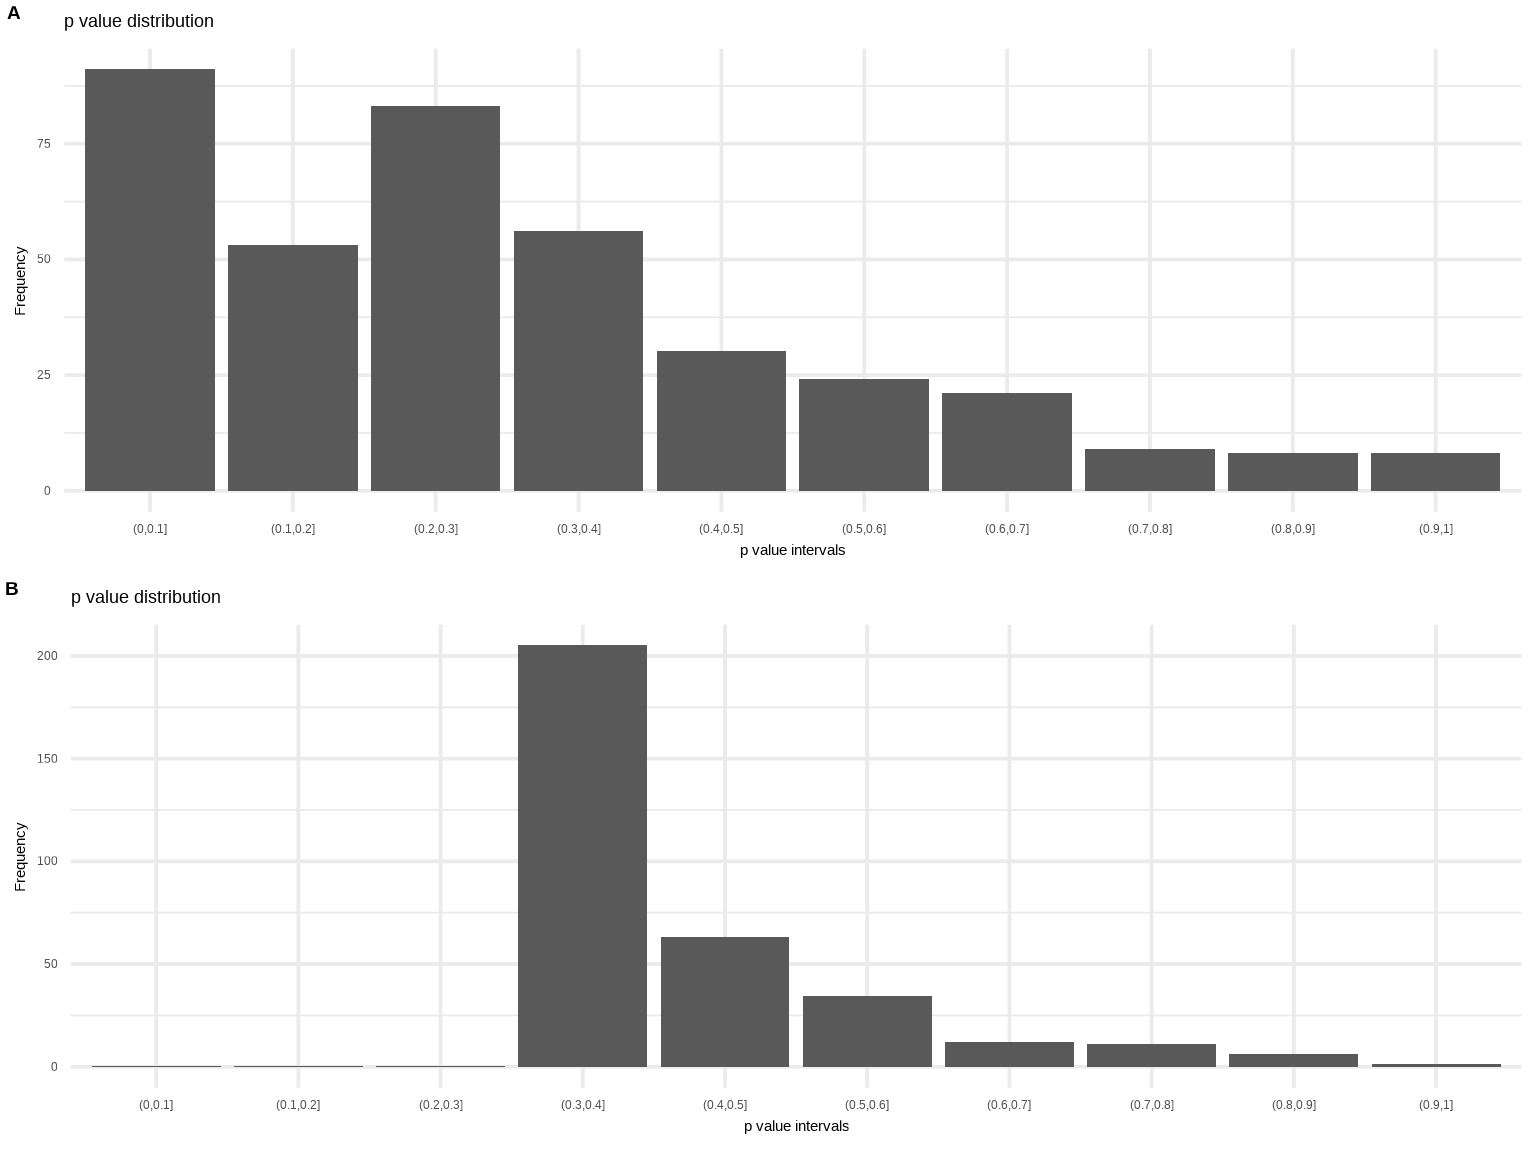 A
p value distribution
75
50
25
0
Frequency
(0,0.1] (0.1,0.2] (0.2,0.3] (0.3,0.4] (0.4,0.5] (0.5,0.6] (0.6,0.7] (0.7,0.8] (0.8,0.9] (0.9,1]
p value intervals
B
p value distribution
200
150
100
50
0
Frequency
(0,0.1] (0.1,0.2] (0.2,0.3] (0.3,0.4] (0.4,0.5] (0.5,0.6] (0.6,0.7] (0.7,0.8] (0.8,0.9] (0.9,1]
p value intervals